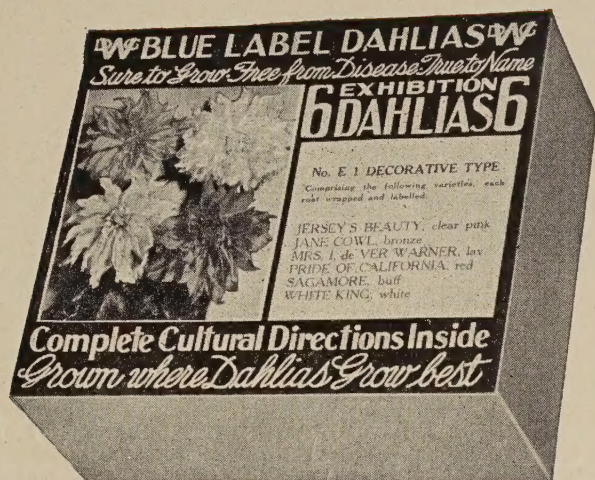 DWG BLUE LABEL DAHLIAS DWG
Sure to Grow-Free from Disease-True to Name
6 EXHIBITION DAHLIAS 6
No. E 1 DECORATIVE TYPE
Comprising the following varieties, each
root wrapped and labelled.
JERSEY'S BEAUTY, clear pink
JANE COWL, bronze
MRS. I. de VER WARNER, lav
PRIDE OF CALIFORNIA, red
SAGAMORE, buff
WHITE KING, white
Complete Cultural Directions Inside
Grown where Dahlias Grow best